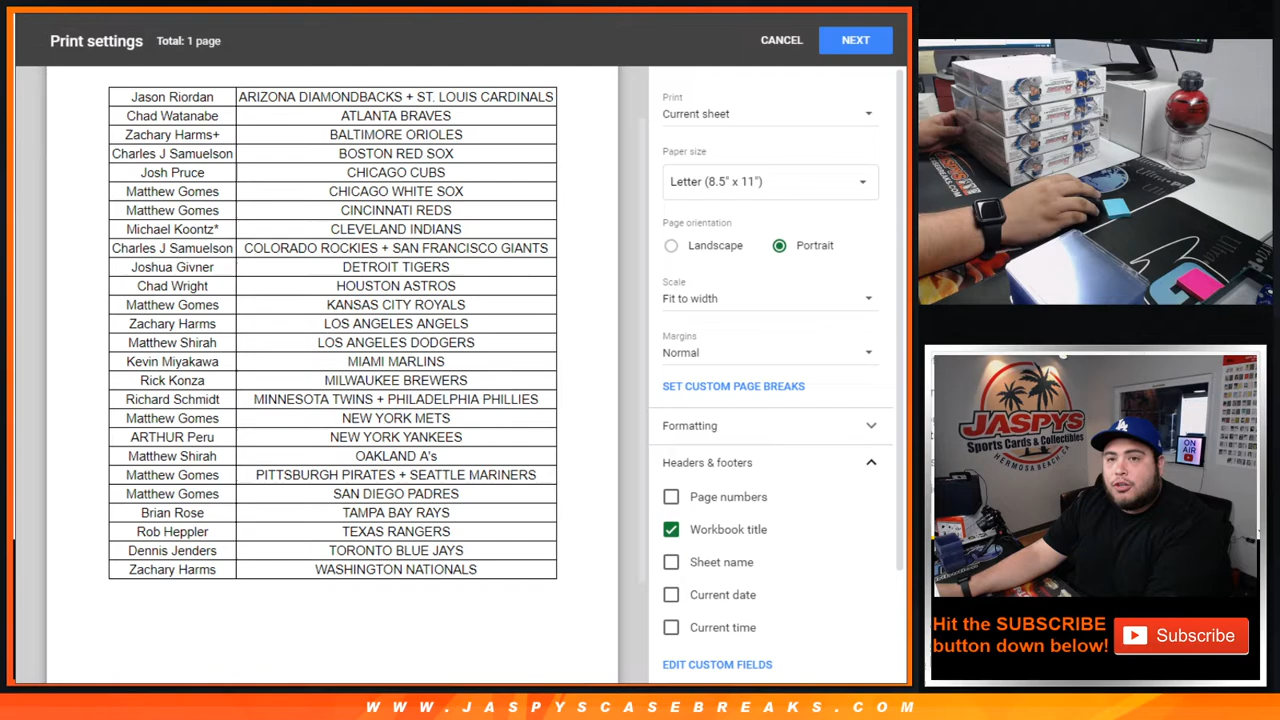 Print settings Total: 1 page CANCEL NEXT
Jason Riordan ARIZONA DIAMONDBACKS + ST. LOUIS CARDINALS
Chad Watanabe ATLANTA BRAVES
Zachary Harms+ BALTIMORE ORIOLES
Charles J Samuelson BOSTON RED SOX
Josh Pruce CHICAGO CUBS
Matthew Gomes CHICAGO WHITE SOX
Matthew Gomes CINCINNATI REDS
Michael Koontz* CLEVELAND INDIANS
Charles J Samuelson COLORADO ROCKIES + SAN FRANCISCO GIANTS
Joshua Givner DETROIT TIGERS
Chad Wright HOUSTON ASTROS
Matthew Gomes KANSAS CITY ROYALS
Zachary Harms LOS ANGELES ANGELS
Matthew Shirah LOS ANGELES DODGERS
Kevin Miyakawa MIAMI MARLINS
Rick Konza MILWAUKEE BREWERS
Richard Schmidt MINNESOTA TWINS + PHILADELPHIA PHILLIES
Matthew Gomes NEW YORK METS
ARTHUR Peru NEW YORK YANKEES
Matthew Shirah OAKLAND A's
Matthew Gomes PITTSBURGH PIRATES + SEATTLE MARINERS
Matthew Gomes SAN DIEGO PADRES
Brian Rose TAMPA BAY RAYS
Rob Heppler TEXAS RANGERS
Dennis Jenders TORONTO BLUE JAYS
Zachary Harms WASHINGTON NATIONALS
Print
Current sheet
Paper size
Letter (8.5" x 11")
Page orientation
Landscape Portrait
Scale
Fit to width
Margins
Normal
SET CUSTOM PAGE BREAKS
Formatting
Headers & footers
Page numbers
Workbook title
Sheet name
Current date
Current time
EDIT CUSTOM FIELDS
JASPYS
Sports Cards & Collectibles
HERMOSA BEACH, CA
ON
AIR
Hit the SUBSCRIBE
button down below!
Subscribe
WWW.JASPYSCASEBREAKS.COM